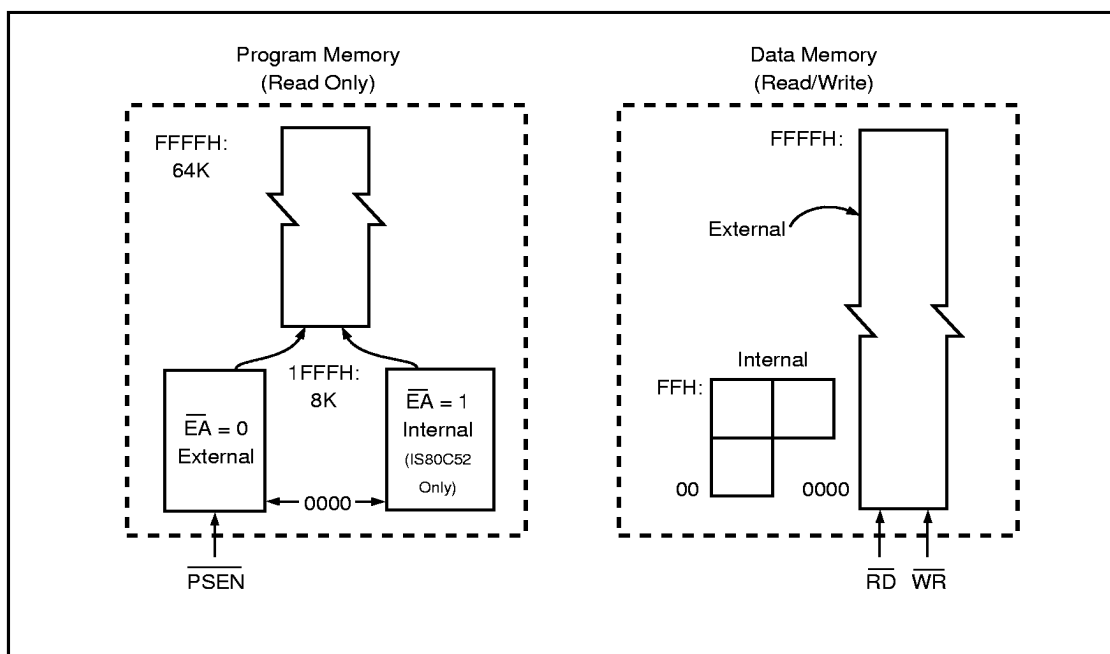 Program Memory
(Read Only)
FFFFH:
64K
1FFFH:
8K
EA = 0
External
EA = 1
Internal
(IS80C52
Only)
0000
PSEN
Data Memory
(Read/Write)
FFFFH:
External
Internal
FFH:
00
0000
RD
WR